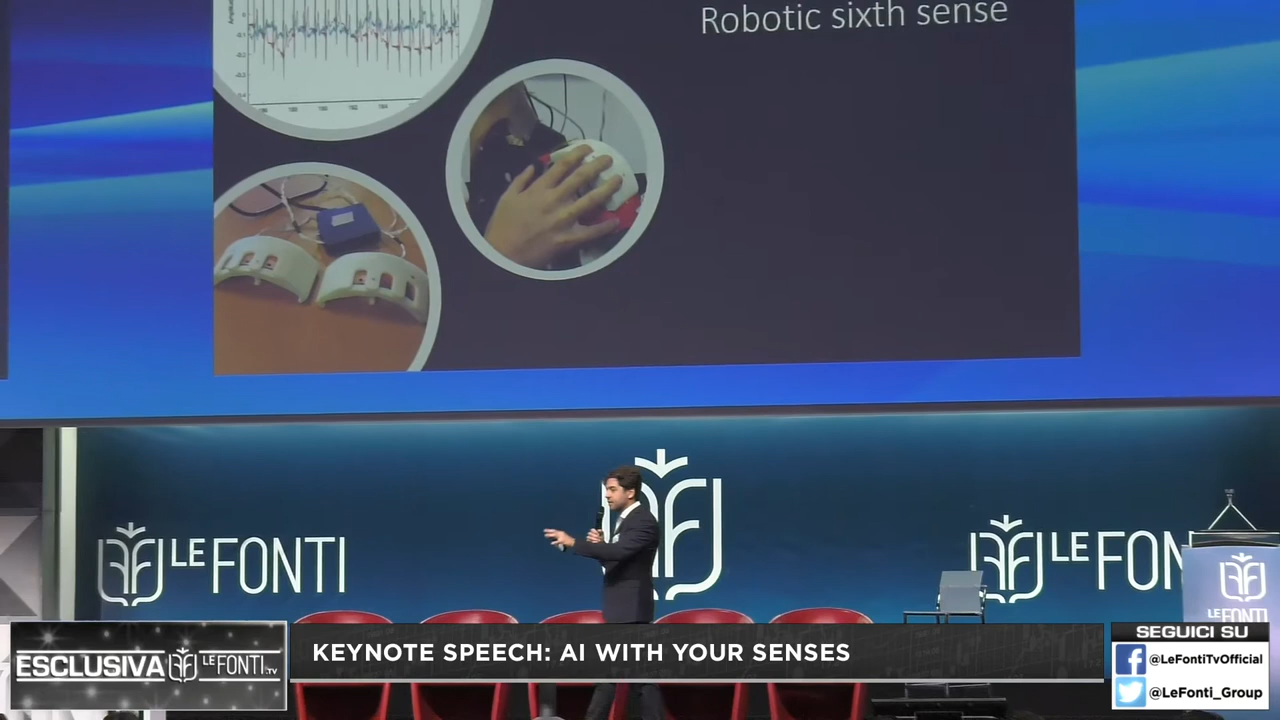 Robotic sixth sense
LE FONTI
LE FON
LE FONTI
ESCLUSIVA LE FONTI.TV
KEYNOTE SPEECH: AI WITH YOUR SENSES
SEGUICI SU
@LeFontiTvOfficial
@LeFonti_Group